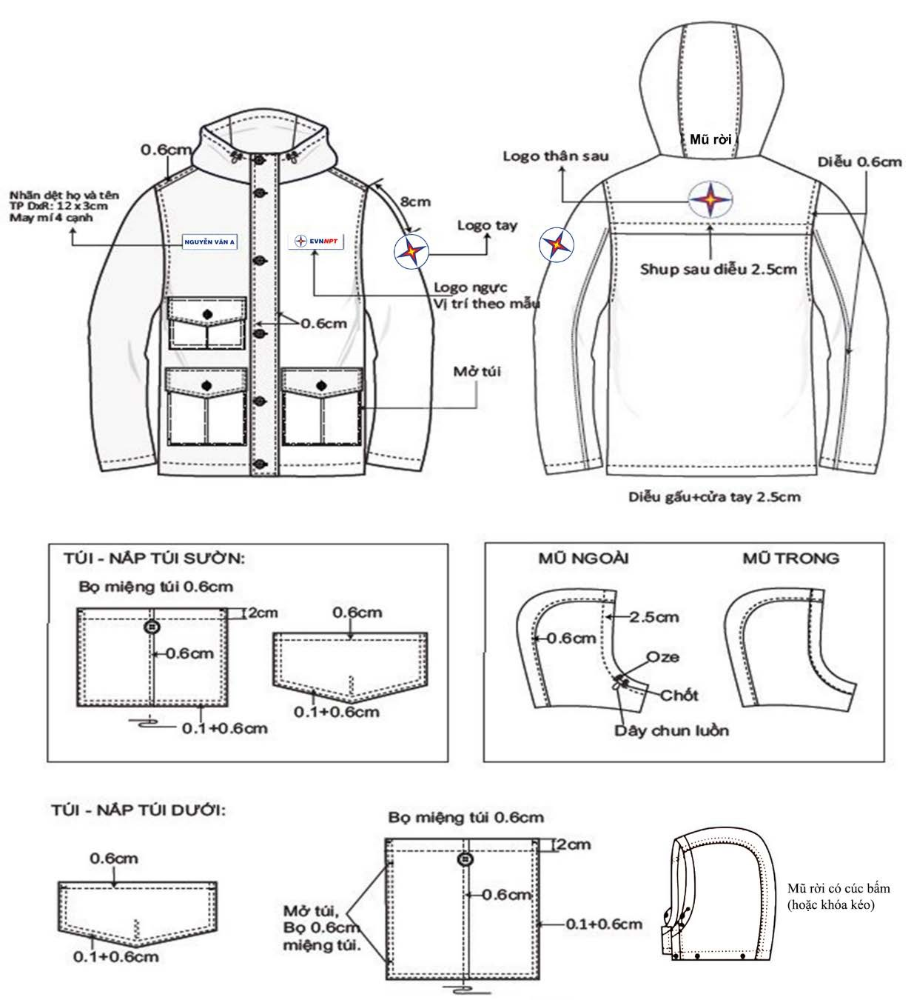 Mũ rời
0.6cm
Logo thân sau
Diễu 0.6cm
Nhãn dệt họ và tên
TP DxR: 12 x 3cm
May mí 4 cạnh
8cm
Logo tay
NGUYỄN VĂN A
EVNNPT
Shup sau diễu 2.5cm
Logo ngực
Vị trí theo mẫu
0.6cm
Mở túi
Diễu gấu+cửa tay 2.5cm
TÚI - NẮP TÚI SƯỜN:
Bọ miệng túi 0.6cm
2cm
0.6cm
0.6cm
0.1+0.6cm
0.1+0.6cm
MŨ NGOÀI
MŨ TRONG
2.5cm
0.6cm
Oze
Chốt
Dây chun luồn
TÚI - NẮP TÚI DƯỚI:
0.6cm
0.1+0.6cm
Bọ miệng túi 0.6cm
2cm
0.6cm
Mở túi,
Bọ 0.6cm
miệng túi.
0.1+0.6cm
Mũ rời có cúc bấm
(hoặc khóa kéo)